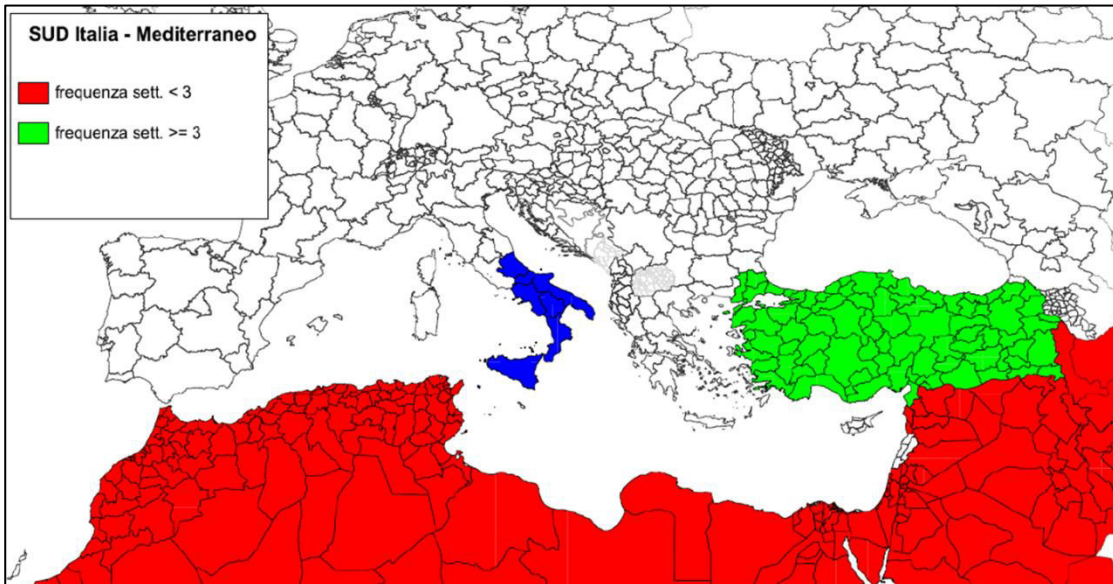 SUD Italia - Mediterraneo
frequenza sett. < 3
frequenza sett. >= 3